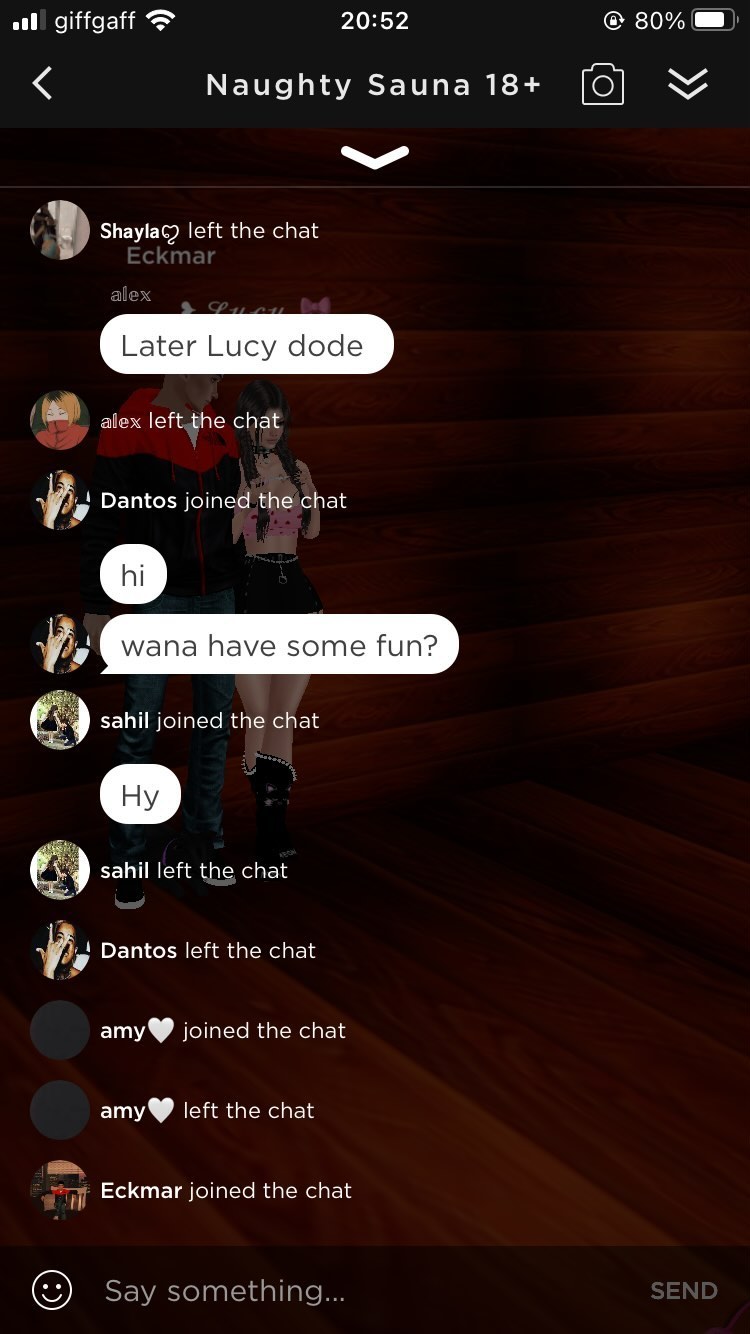 giffgaff 20:52 80%
Naughty Sauna 18+
Shaylaღ left the chat
Eckmar
𝕒𝕝𝕖𝕩
Lucy 🎀
Later Lucy dode
𝕒𝕝𝕖𝕩 left the chat
Dantos joined the chat
hi
wana have some fun?
sahil joined the chat
Hy
sahil left the chat
Dantos left the chat
amy🤍 joined the chat
amy🤍 left the chat
Eckmar joined the chat
Say something... SEND